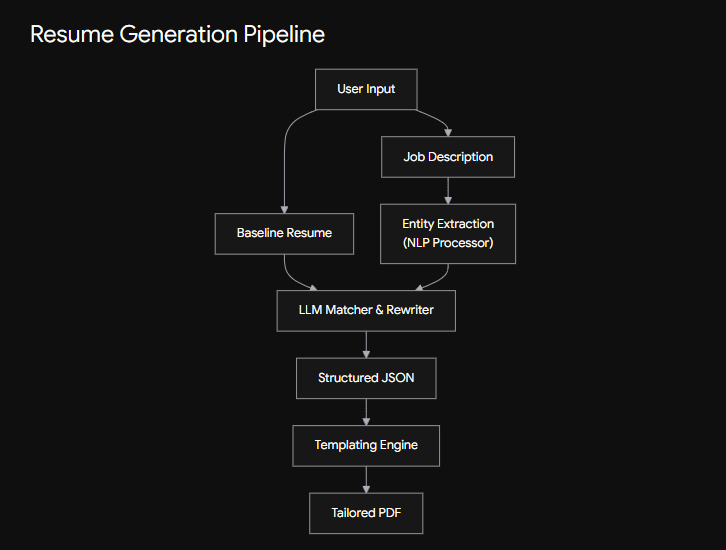 Resume Generation Pipeline
User Input
Job Description
Baseline Resume
Entity Extraction
(NLP Processor)
LLM Matcher & Rewriter
Structured JSON
Templating Engine
Tailored PDF